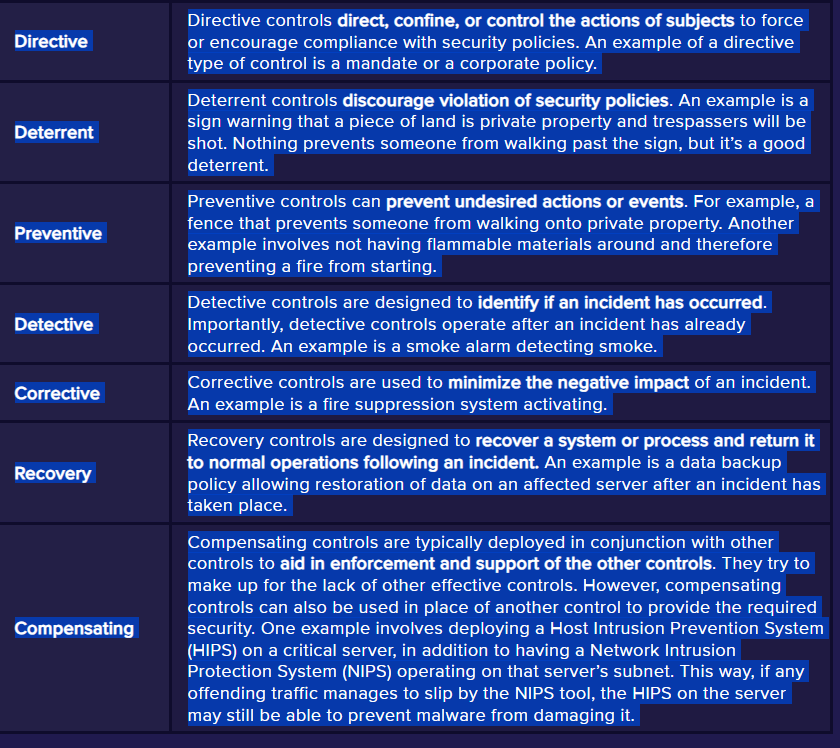 Directive
Directive controls direct, confine, or control the actions of subjects to force
or encourage compliance with security policies. An example of a directive
type of control is a mandate or a corporate policy.
Deterrent
Deterrent controls discourage violation of security policies. An example is a
sign warning that a piece of land is private property and trespassers will be
shot. Nothing prevents someone from walking past the sign, but it’s a good
deterrent.
Preventive
Preventive controls can prevent undesired actions or events. For example, a
fence that prevents someone from walking onto private property. Another
example involves not having flammable materials around and therefore
preventing a fire from starting.
Detective
Detective controls are designed to identify if an incident has occurred.
Importantly, detective controls operate after an incident has already
occurred. An example is a smoke alarm detecting smoke.
Corrective
Corrective controls are used to minimize the negative impact of an incident.
An example is a fire suppression system activating.
Recovery
Recovery controls are designed to recover a system or process and return it
to normal operations following an incident. An example is a data backup
policy allowing restoration of data on an affected server after an incident has
taken place.
Compensating
Compensating controls are typically deployed in conjunction with other
controls to aid in enforcement and support of the other controls. They try to
make up for the lack of other effective controls. However, compensating
controls can also be used in place of another control to provide the required
security. One example involves deploying a Host Intrusion Prevention System
(HIPS) on a critical server, in addition to having a Network Intrusion
Protection System (NIPS) operating on that server’s subnet. This way, if any
offending traffic manages to slip by the NIPS tool, the HIPS on the server
may still be able to prevent malware from damaging it.